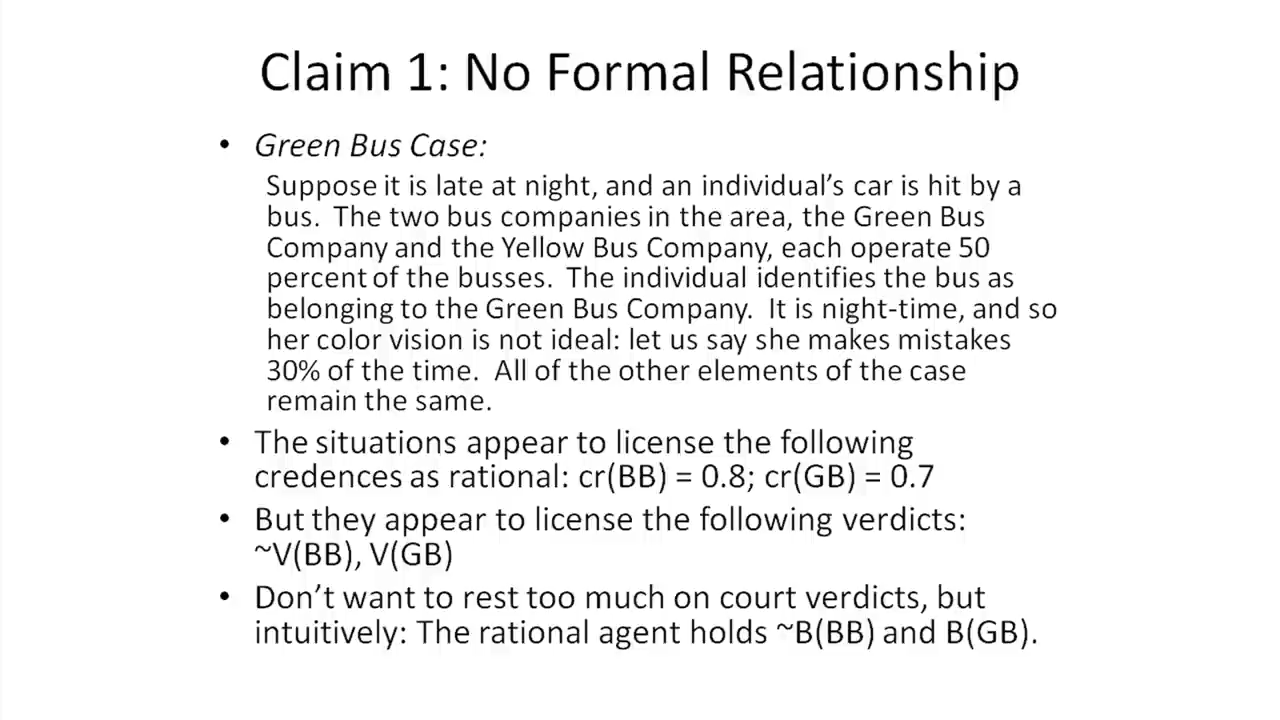 Claim 1: No Formal Relationship
• Green Bus Case:
Suppose it is late at night, and an individual’s car is hit by a
bus. The two bus companies in the area, the Green Bus
Company and the Yellow Bus Company, each operate 50
percent of the busses. The individual identifies the bus as
belonging to the Green Bus Company. It is night-time, and so
her color vision is not ideal: let us say she makes mistakes
30% of the time. All of the other elements of the case
remain the same.
• The situations appear to license the following
credences as rational: cr(BB) = 0.8; cr(GB) = 0.7
• But they appear to license the following verdicts:
~V(BB), V(GB)
• Don’t want to rest too much on court verdicts, but
intuitively: The rational agent holds ~B(BB) and B(GB).